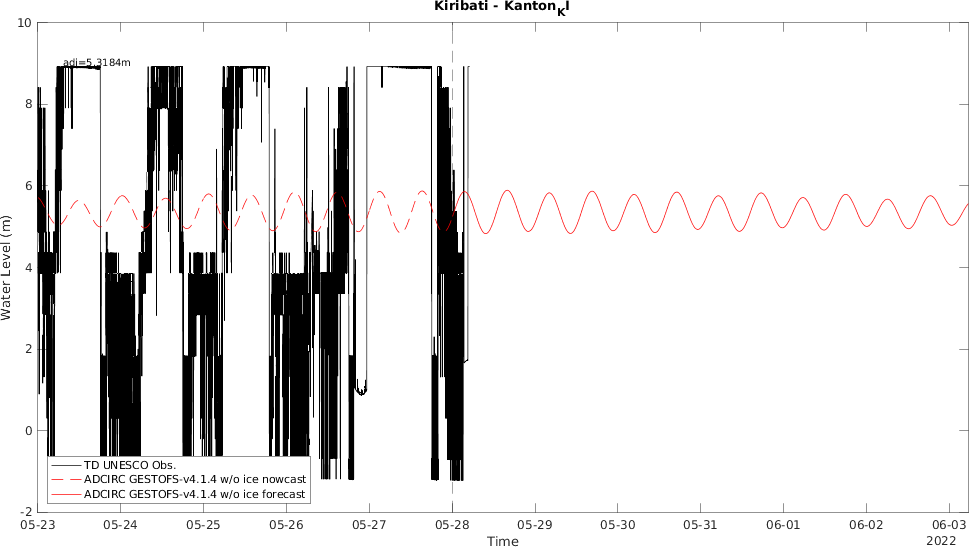 Kiribati - Kanton_KI
adj=5.3184m
10
8
6
4
2
0
-2
Water Level (m)
TD UNESCO Obs.
ADCIRC GESTOFS-v4.1.4 w/o ice nowcast
ADCIRC GESTOFS-v4.1.4 w/o ice forecast
05-23 05-24 05-25 05-26 05-27 05-28 05-29 05-30 05-31 06-01 06-02 06-03
Time
2022